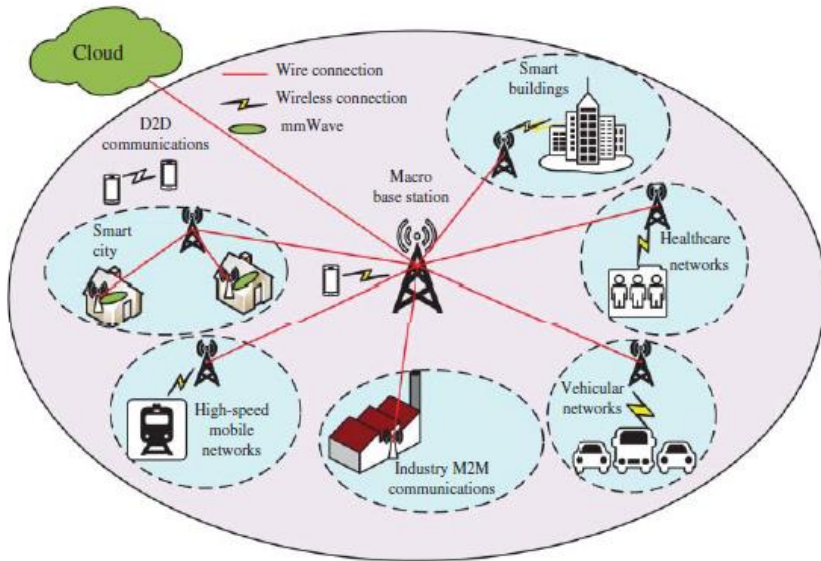 Cloud
Wire connection
Wireless connection
mmWave
D2D
communications
Smart
buildings
Macro
base station
Smart
city
Healthcare
networks
High-speed
mobile
networks
Industry M2M
communications
Vehicular
networks